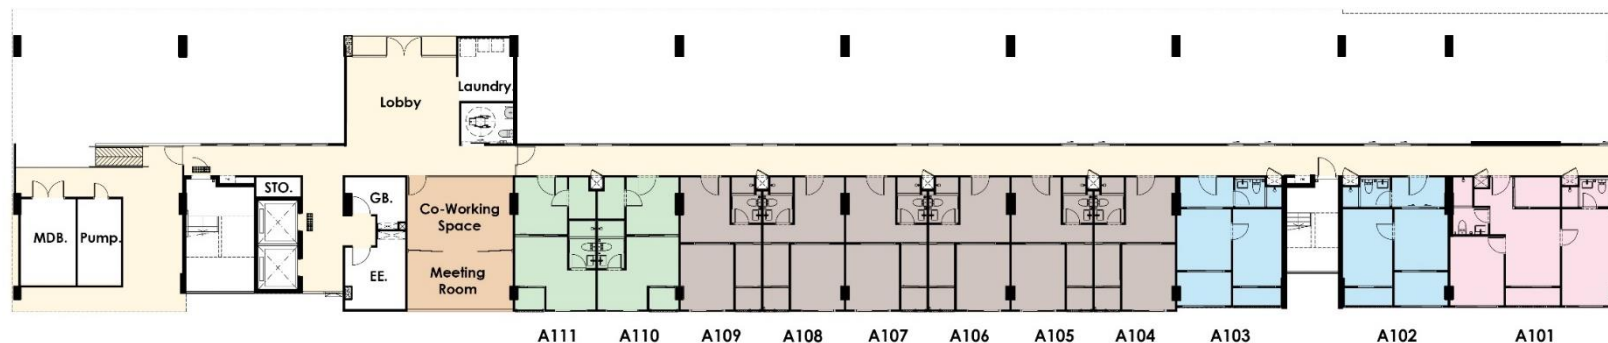 Lobby
Laundry.
STO.
GB.
Co-Working
Space
MDB.
Pump.
EE.
Meeting
Room
A111
A110
A109
A108
A107
A106
A105
A104
A103
A102
A101